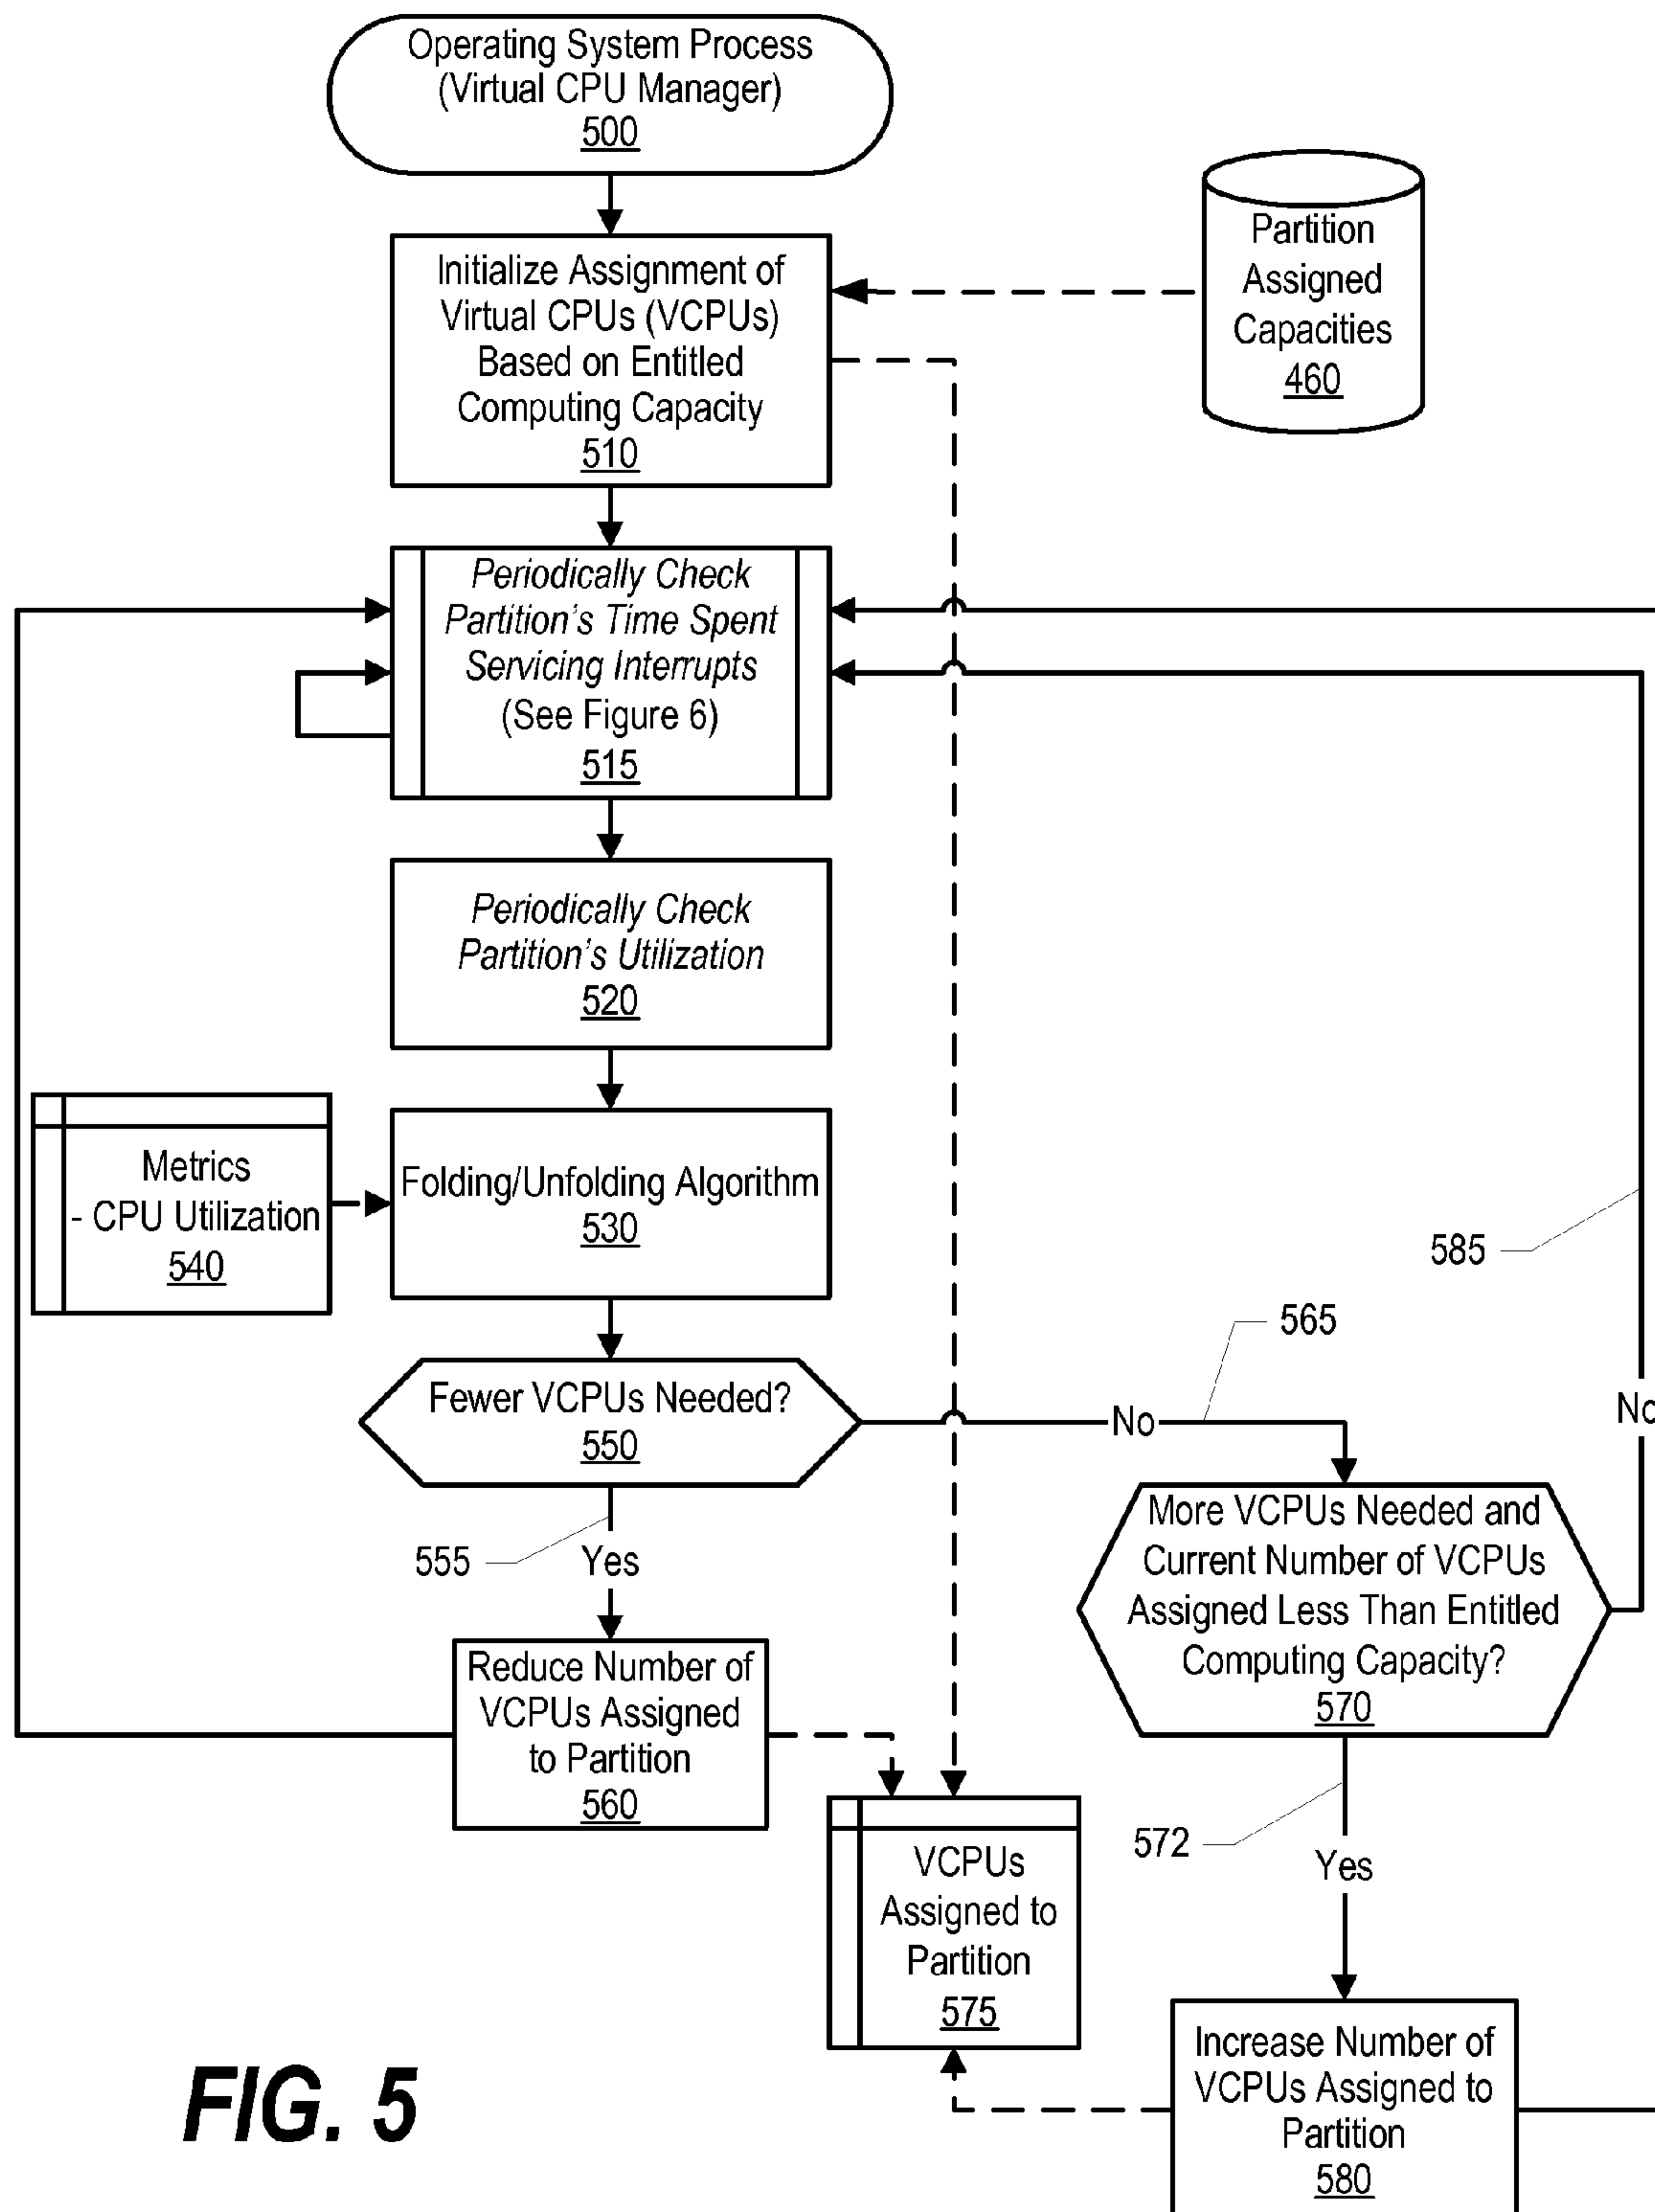 Operating System Process
(Virtual CPU Manager)
500
Partition
Assigned
Capacities
460
Initialize Assignment of
Virtual CPUs (VCPUs)
Based on Entitled
Computing Capacity
510
Periodically Check
Partition's Time Spent
Servicing Interrupts
(See Figure 6)
515
Periodically Check
Partition's Utilization
520
Metrics
- CPU Utilization
540
Folding/Unfolding Algorithm
530
585
565
Fewer VCPUs Needed?
550
No
No
555
Yes
More VCPUs Needed and
Current Number of VCPUs
Assigned Less Than Entitled
Computing Capacity?
570
Reduce Number of
VCPUs Assigned
to Partition
560
572
Yes
VCPUs
Assigned to
Partition
575
Increase Number of
VCPUs Assigned to
Partition
580
FIG. 5